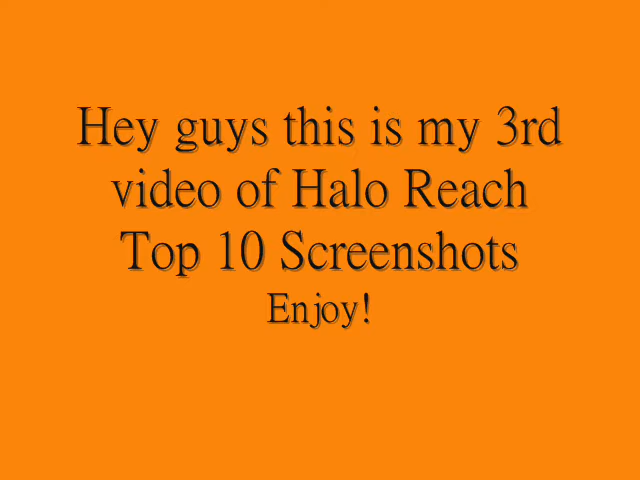 Hey guys this is my 3rd
video of Halo Reach
Top 10 Screenshots
Enjoy!